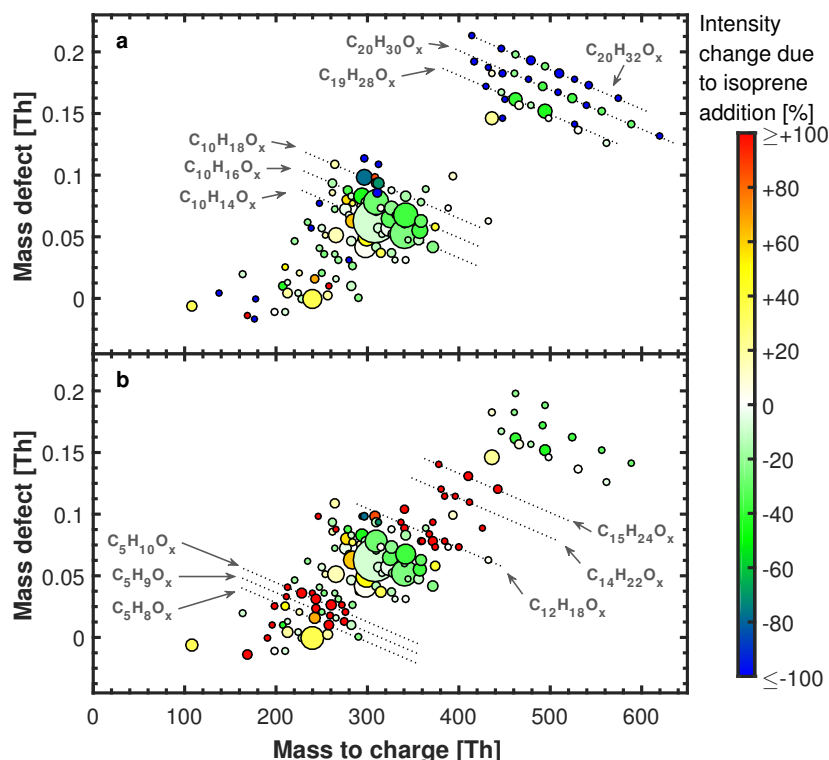 Intensity
change due
to isoprene
addition [%]
a
0.2
0.15
0.1
0.05
0
Mass defect [Th]
C20H30Ox
C19H28Ox
C20H32Ox
C10H18Ox
C10H16Ox
C10H14Ox
b
0.2
0.15
0.1
0.05
0
Mass defect [Th]
C5H10Ox
C5H9Ox
C5H8Ox
C15H24Ox
C14H22Ox
C12H18Ox
0 100 200 300 400 500 600
Mass to charge [Th]
≥+100
+80
+60
+40
+20
0
-20
-40
-60
-80
≤-100